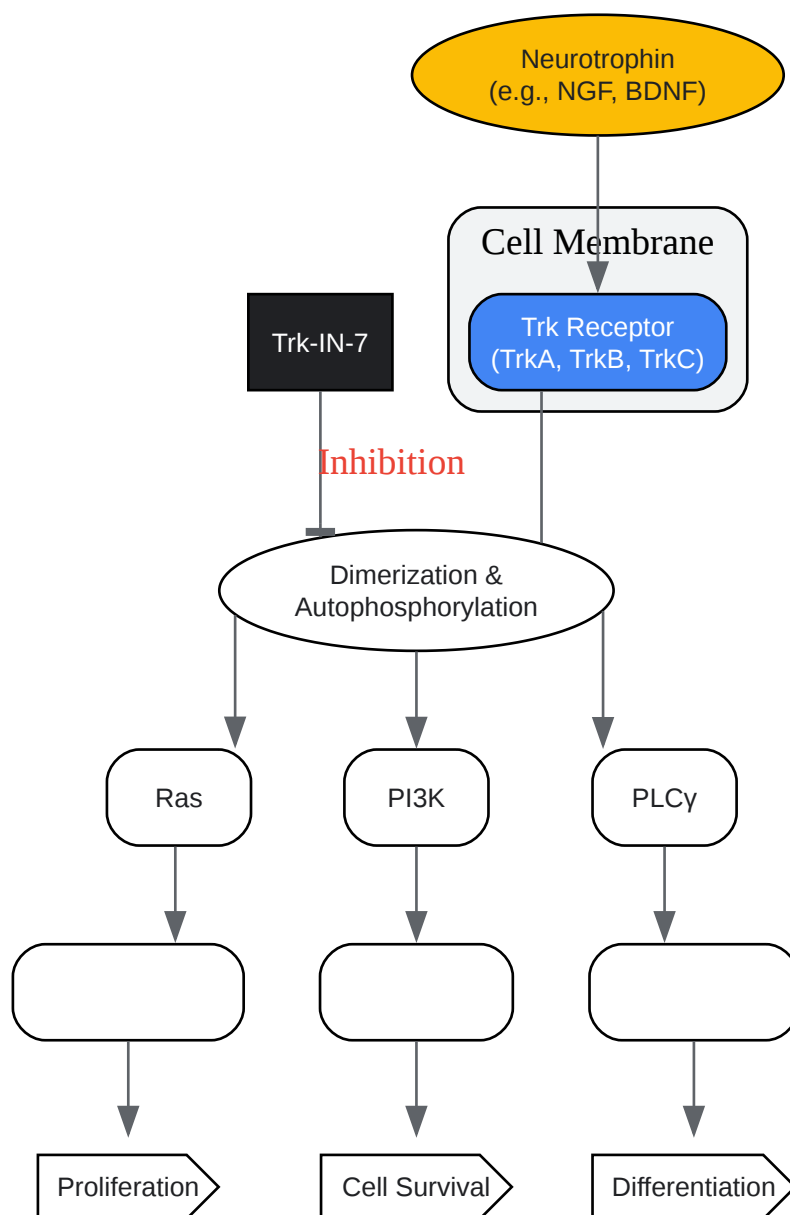 Neurotrophin
(e.g., NGF, BDNF)
Cell Membrane
Trk-IN-7
Trk Receptor
(TrkA, TrkB, TrkC)
Inhibition
Dimerization &
Autophosphorylation
Ras
PI3K
PLCγ
Proliferation
Cell Survival
Differentiation